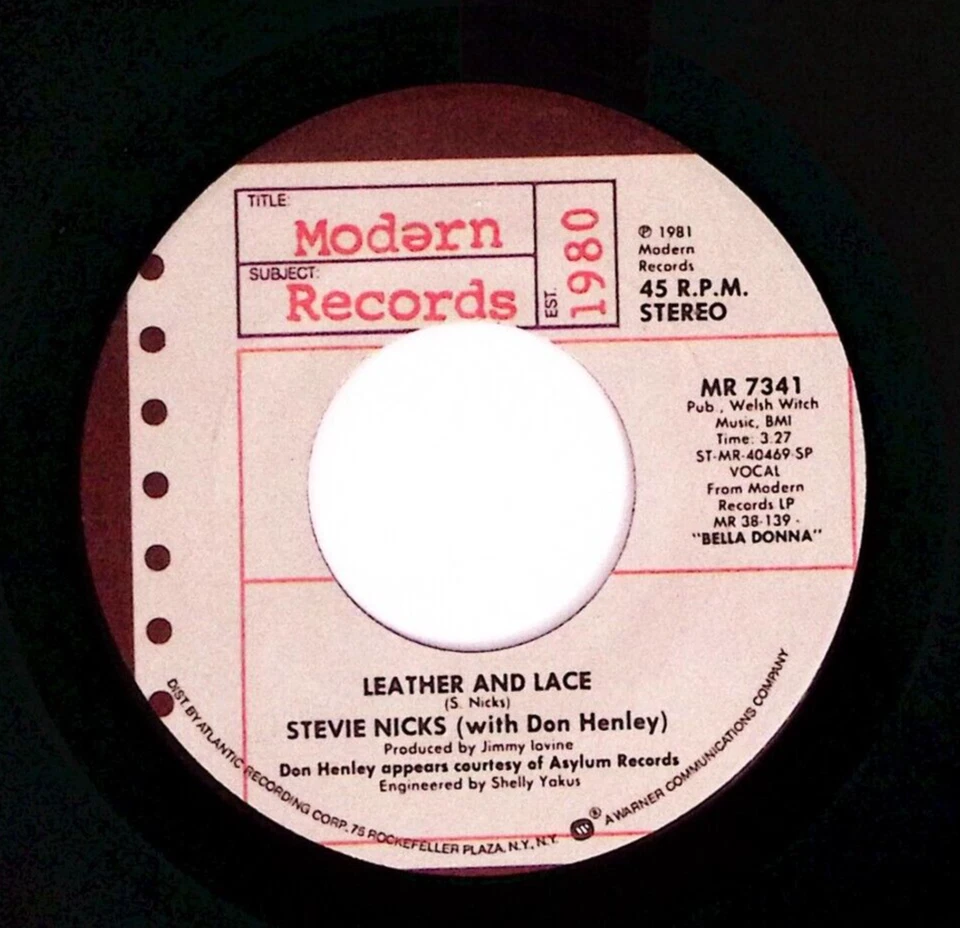 TITLE:
Modərn
SUBJECT:
Records
EST. 1980
℗ 1981
Modern
Records
45 R.P.M.
STEREO
MR 7341
Pub., Welsh Witch
Music, BMI
Time: 3:27
ST-MR-40469-SP
VOCAL
From Modern
Records LP
MR 38-139 -
"BELLA DONNA"
LEATHER AND LACE
(S. Nicks)
STEVIE NICKS (with Don Henley)
Produced by Jimmy Iovine
Don Henley appears courtesy of Asylum Records
Engineered by Shelly Yakus
DIST. BY ATLANTIC RECORDING CORP., 75 ROCKEFELLER PLAZA, N.Y., N.Y. ® A WARNER COMMUNICATIONS COMPANY